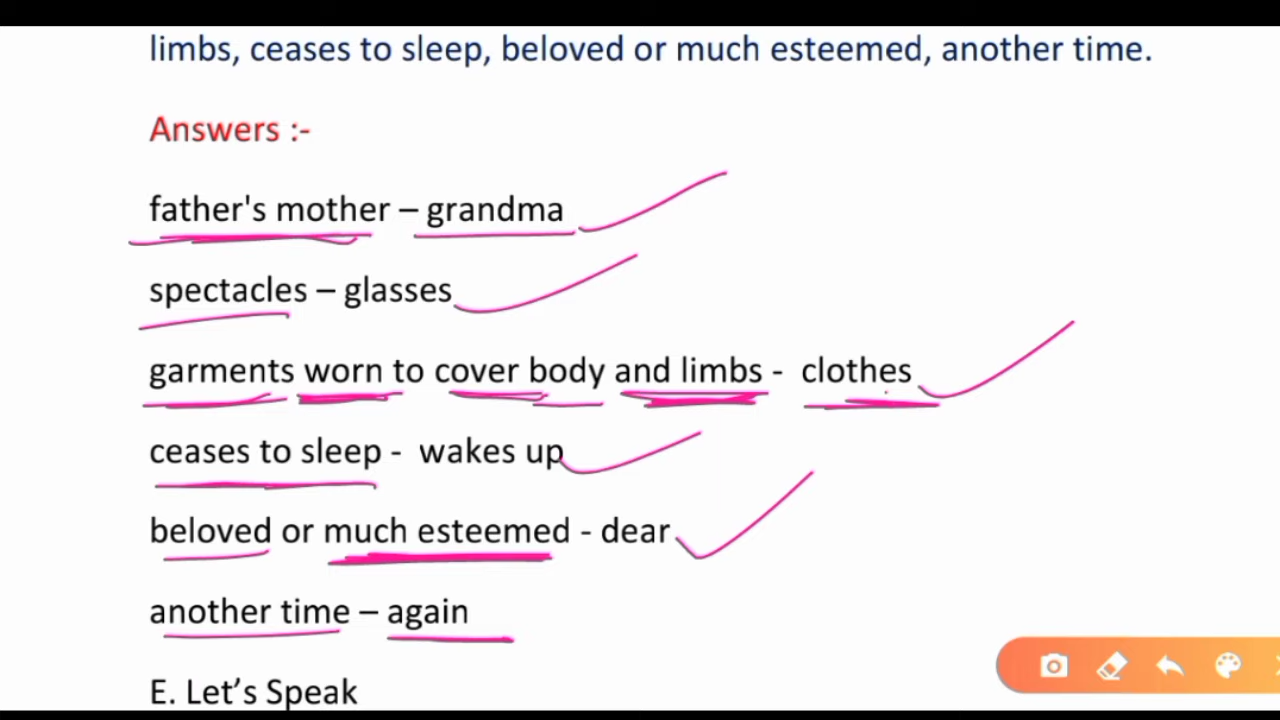 limbs, ceases to sleep, beloved or much esteemed, another time.
Answers :-
father's mother – grandma
spectacles – glasses
garments worn to cover body and limbs - clothes
ceases to sleep - wakes up
beloved or much esteemed - dear
another time – again
E. Let’s Speak